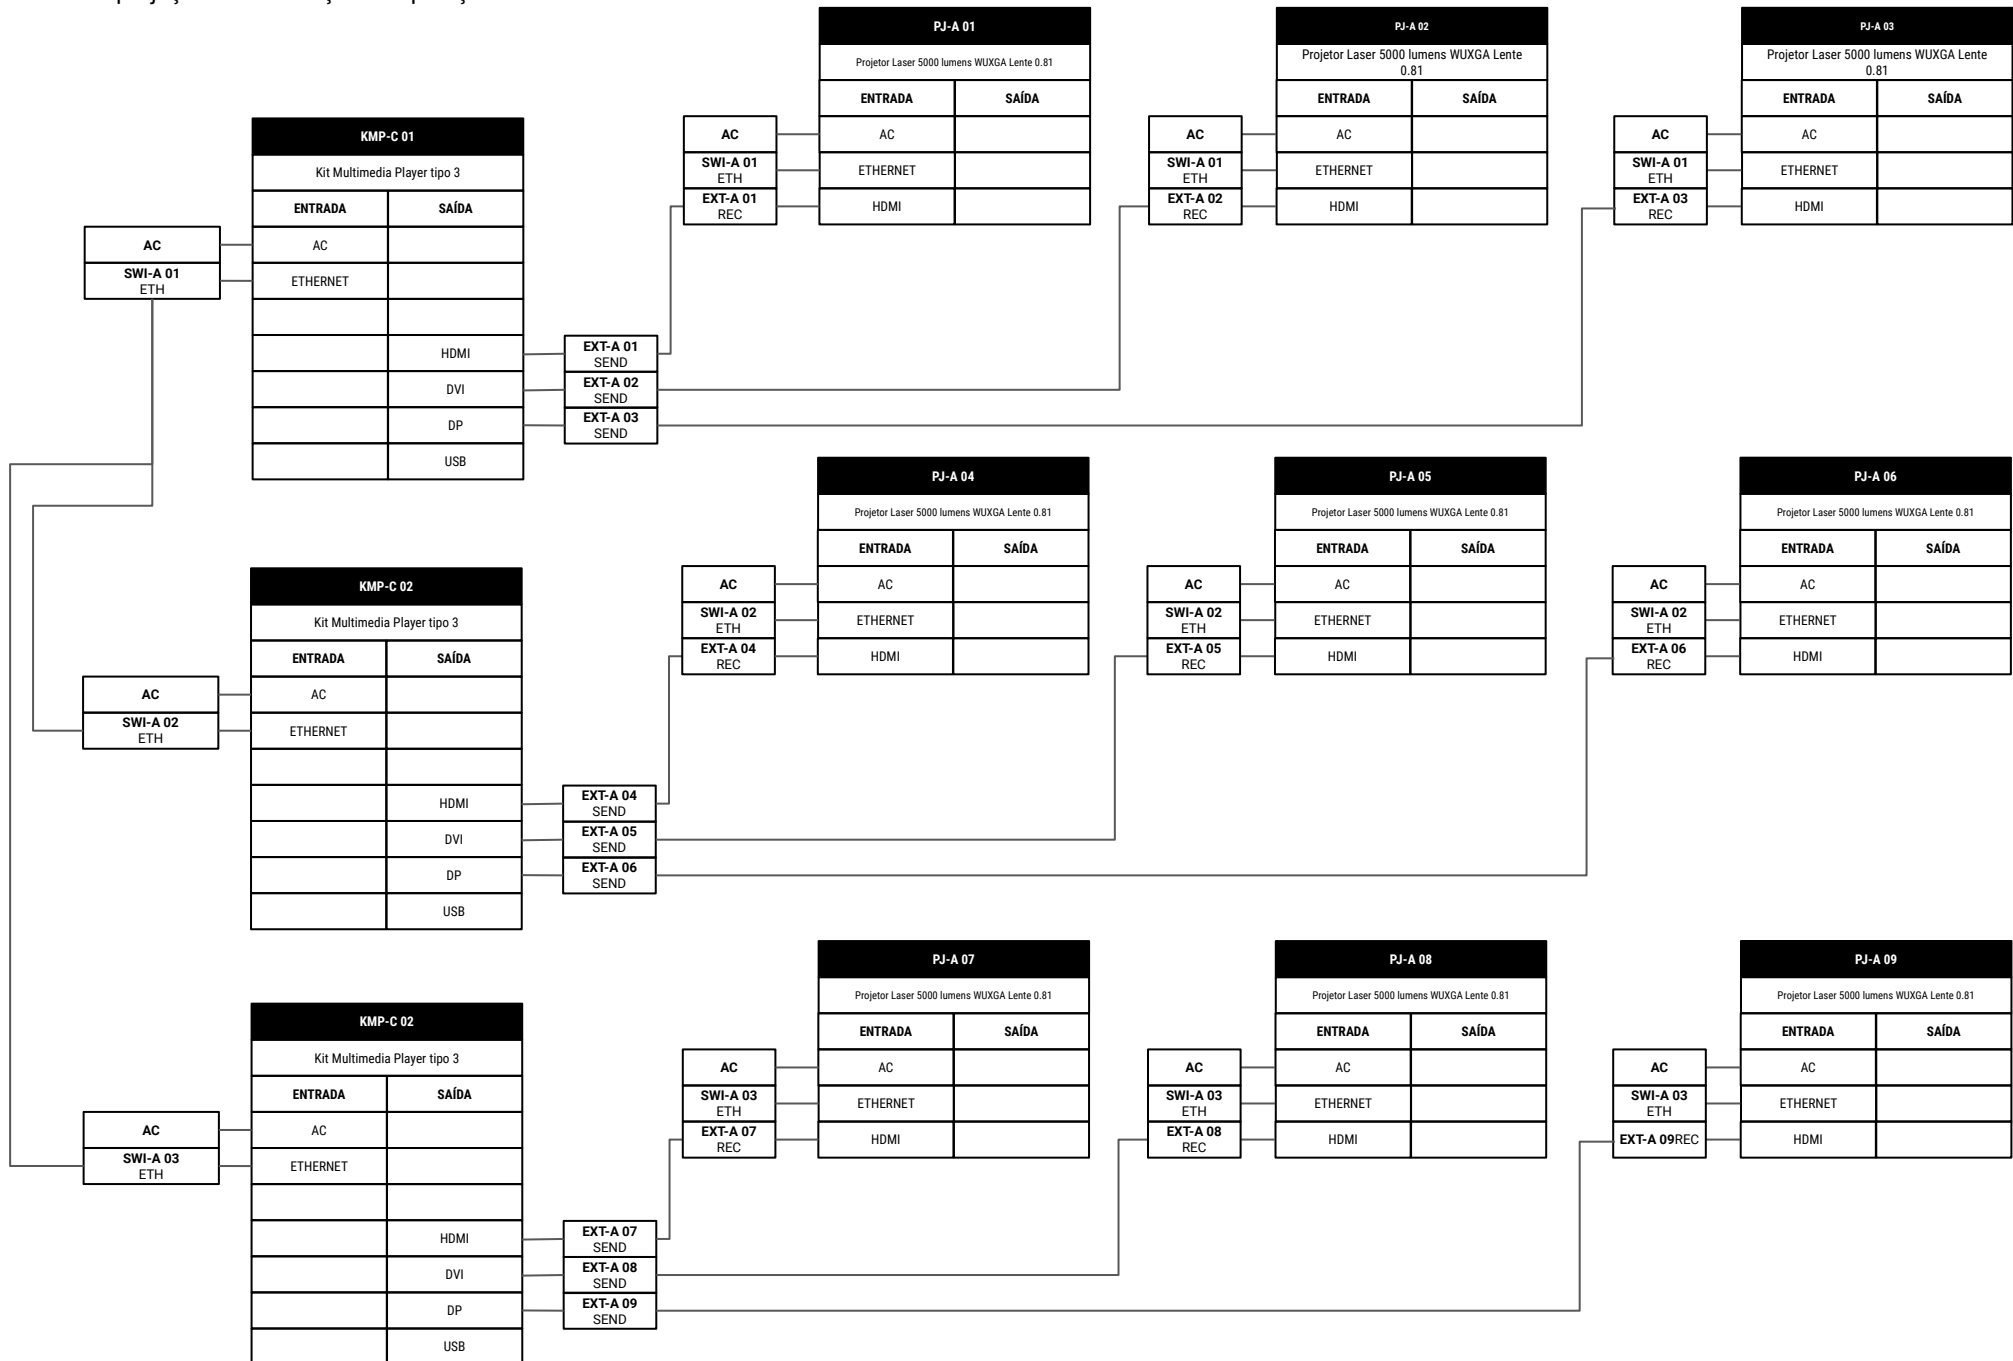 PJ-A 01
Projetor Laser 5000 lumens WUXGA Lente 0.81
ENTRADA SAÍDA
AC AC
SWI-A 01
ETH
ETHERNET
EXT-A 01
REC
HDMI
PJ-A 02
Projetor Laser 5000 lumens WUXGA Lente
0.81
ENTRADA SAÍDA
AC AC
SWI-A 01
ETH
ETHERNET
EXT-A 02
REC
HDMI
PJ-A 03
Projetor Laser 5000 lumens WUXGA Lente
0.81
ENTRADA SAÍDA
AC AC
SWI-A 01
ETH
ETHERNET
EXT-A 03
REC
HDMI
KMP-C 01
Kit Multimedia Player tipo 3
ENTRADA SAÍDA
AC AC
SWI-A 01
ETH
ETHERNET
HDMI
EXT-A 01
SEND
DVI
EXT-A 02
SEND
DP
EXT-A 03
SEND
USB
PJ-A 04
Projetor Laser 5000 lumens WUXGA Lente 0.81
ENTRADA SAÍDA
AC AC
SWI-A 02
ETH
ETHERNET
EXT-A 04
REC
HDMI
PJ-A 05
Projetor Laser 5000 lumens WUXGA Lente 0.81
ENTRADA SAÍDA
AC AC
SWI-A 02
ETH
ETHERNET
EXT-A 05
REC
HDMI
PJ-A 06
Projetor Laser 5000 lumens WUXGA Lente 0.81
ENTRADA SAÍDA
AC AC
SWI-A 02
ETH
ETHERNET
EXT-A 06
REC
HDMI
KMP-C 02
Kit Multimedia Player tipo 3
ENTRADA SAÍDA
AC AC
SWI-A 02
ETH
ETHERNET
HDMI
EXT-A 04
SEND
DVI
EXT-A 05
SEND
DP
EXT-A 06
SEND
USB
PJ-A 07
Projetor Laser 5000 lumens WUXGA Lente 0.81
ENTRADA SAÍDA
AC AC
SWI-A 03
ETH
ETHERNET
EXT-A 07
REC
HDMI
PJ-A 08
Projetor Laser 5000 lumens WUXGA Lente 0.81
ENTRADA SAÍDA
AC AC
SWI-A 03
ETH
ETHERNET
EXT-A 08
REC
HDMI
PJ-A 09
Projetor Laser 5000 lumens WUXGA Lente 0.81
ENTRADA SAÍDA
AC AC
SWI-A 03
ETH
ETHERNET
EXT-A 09REC
HDMI
KMP-C 02
Kit Multimedia Player tipo 3
ENTRADA SAÍDA
AC AC
SWI-A 03
ETH
ETHERNET
HDMI
EXT-A 07
SEND
DVI
EXT-A 08
SEND
DP
EXT-A 09
SEND
USB